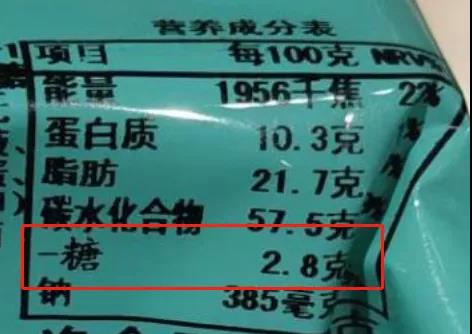 营养成分表
项目 每100克 NRV%
能量 1956千焦 2
蛋白质 10.3克
脂肪 21.7克
碳水化合物 57.5克
-糖 2.8克
钠 385毫克